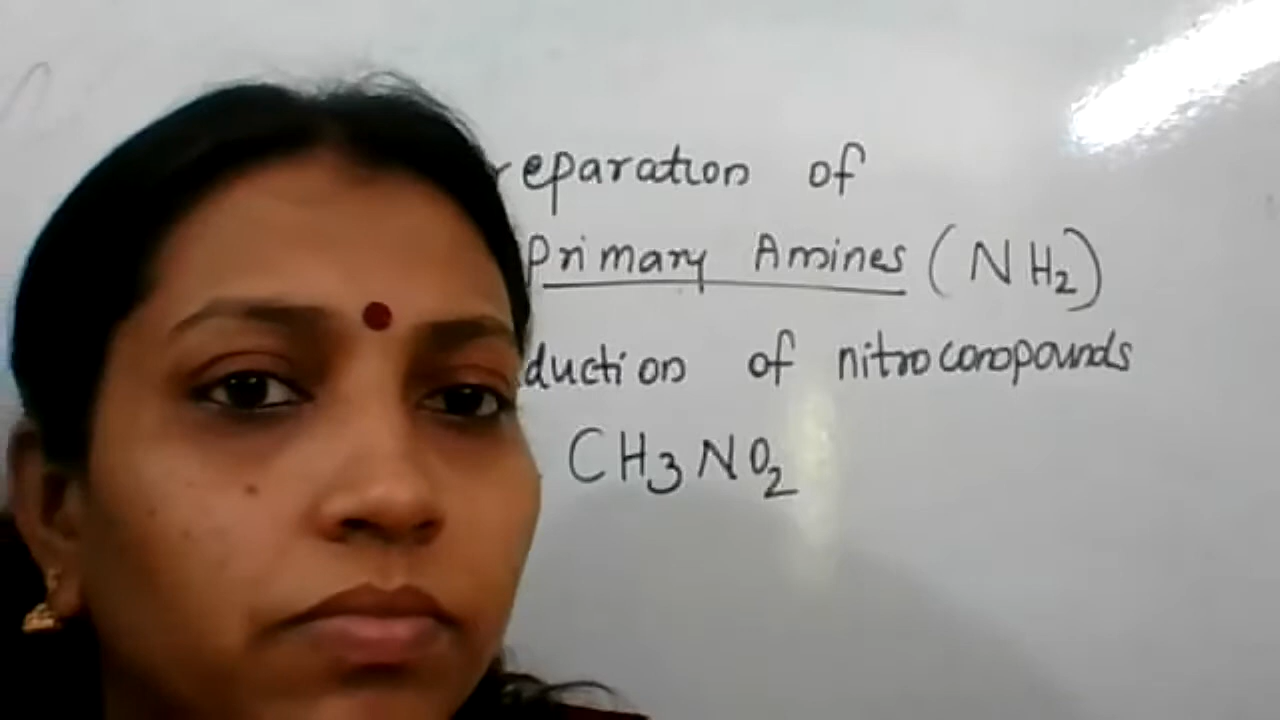 reparation of
Primary Amines (NH₂)
duction of nitrocompounds
CH₃NO₂